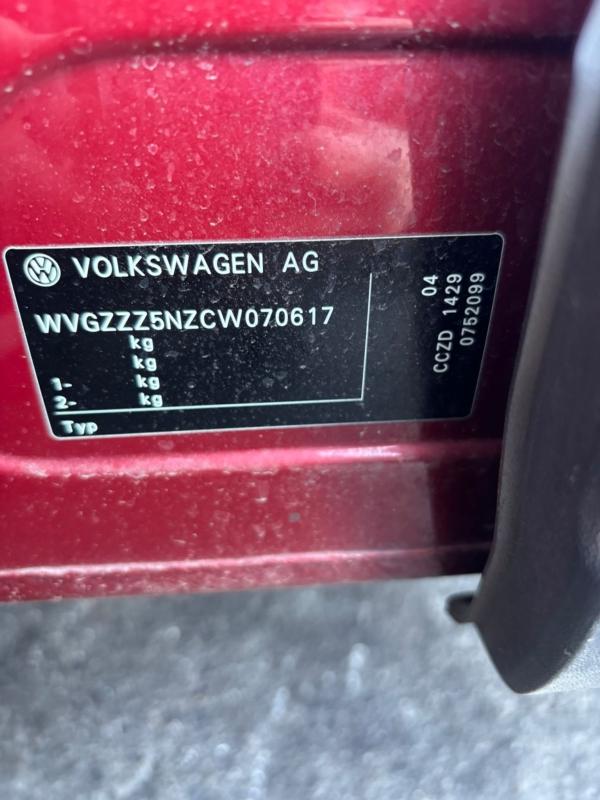 VOLKSWAGEN AG
WVGZZZ5NZCW070617
kg
kg
1- kg
2- kg
Typ
04
CCZD 1429
0752099